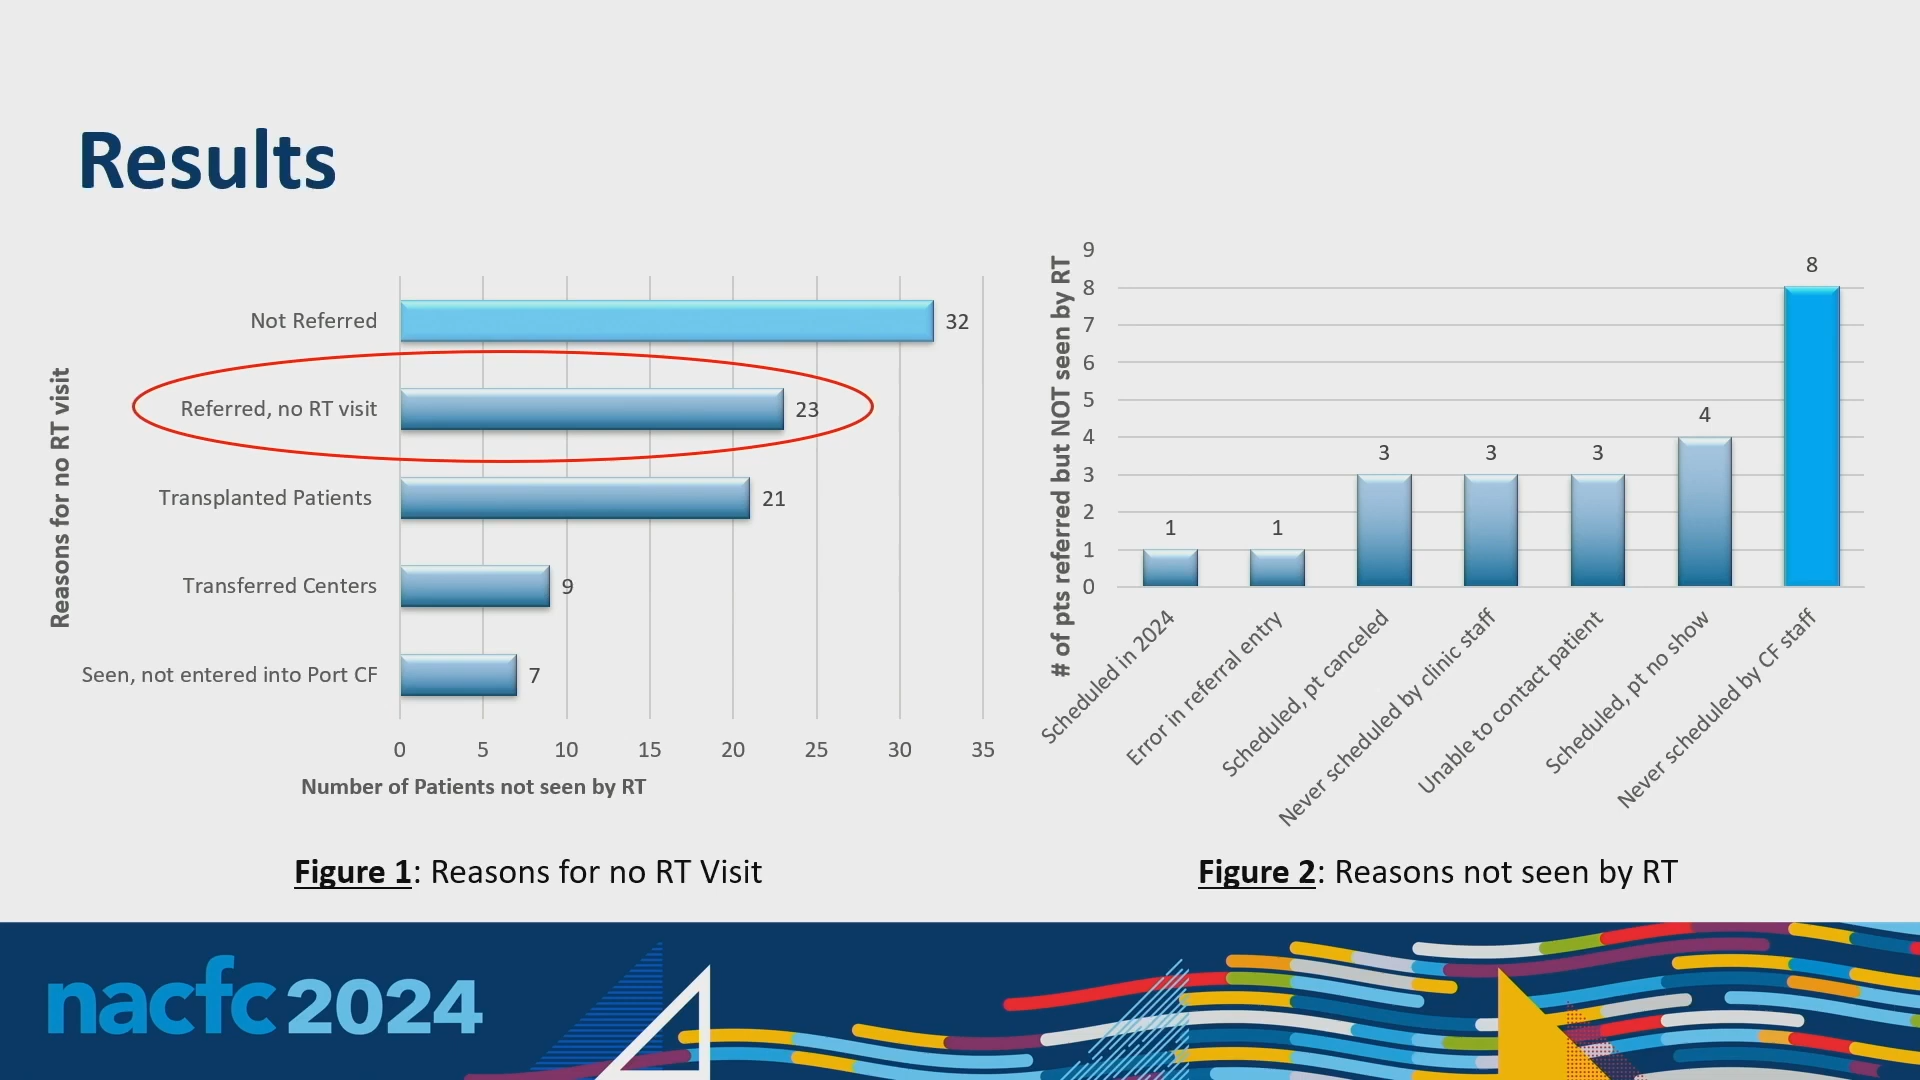 Results
Reasons for no RT visit
Not Referred
32
Referred, no RT visit
23
Transplanted Patients
21
Transferred Centers
9
Seen, not entered into Port CF
7
0 5 10 15 20 25 30 35
Number of Patients not seen by RT
Figure 1: Reasons for no RT Visit
# of pts referred but NOT seen by RT
9
8
7
6
5
4
3
2
1
0
1
1
3
3
3
4
8
Scheduled in 2024
Error in referral entry
Scheduled, pt canceled
Never scheduled by clinic staff
Unable to contact patient
Scheduled, pt no show
Never scheduled by CF staff
Figure 2: Reasons not seen by RT
nacfc 2024